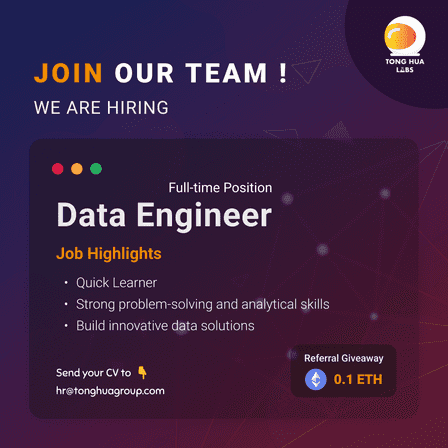 TONG HUA
LABS
JOIN OUR TEAM !
WE ARE HIRING
Full-time Position
Data Engineer
Job Highlights
• Quick Learner
• Strong problem-solving and analytical skills
• Build innovative data solutions
Send your CV to 👇
hr@tonghuagroup.com
Referral Giveaway
0.1 ETH